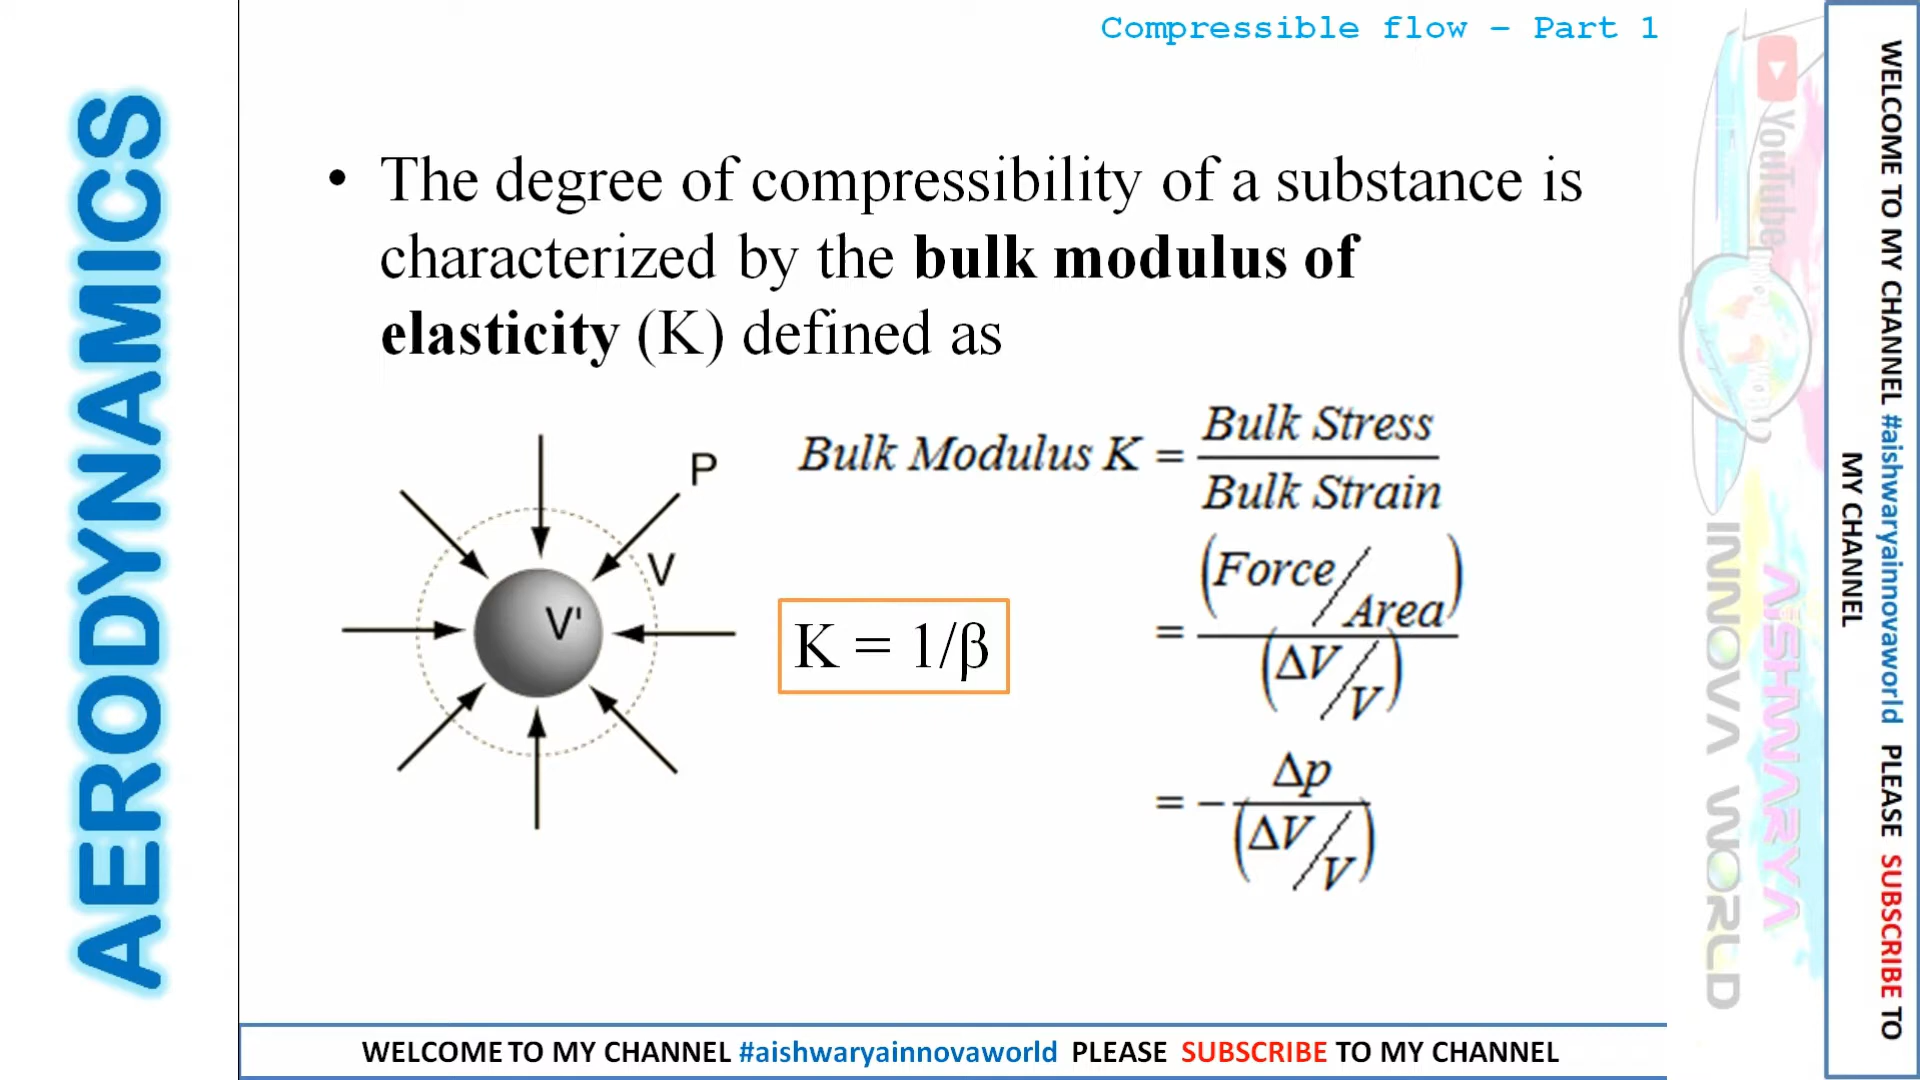 Compressible flow – Part 1
AERODYNAMICS
• The degree of compressibility of a substance is
characterized by the bulk modulus of
elasticity (K) defined as
Bulk Modulus K = Bulk Stress / Bulk Strain
= (Force/Area) / (ΔV/V)
= - Δp / (ΔV/V)
P
V
V'
K = 1/β
WELCOME TO MY CHANNEL #aishwaryainnovaworld PLEASE SUBSCRIBE TO MY CHANNEL
YouTube
AISHWARYA
INNOVA WORLD
WELCOME TO MY CHANNEL #aishwaryainnovaworld PLEASE SUBSCRIBE TO
MY CHANNEL